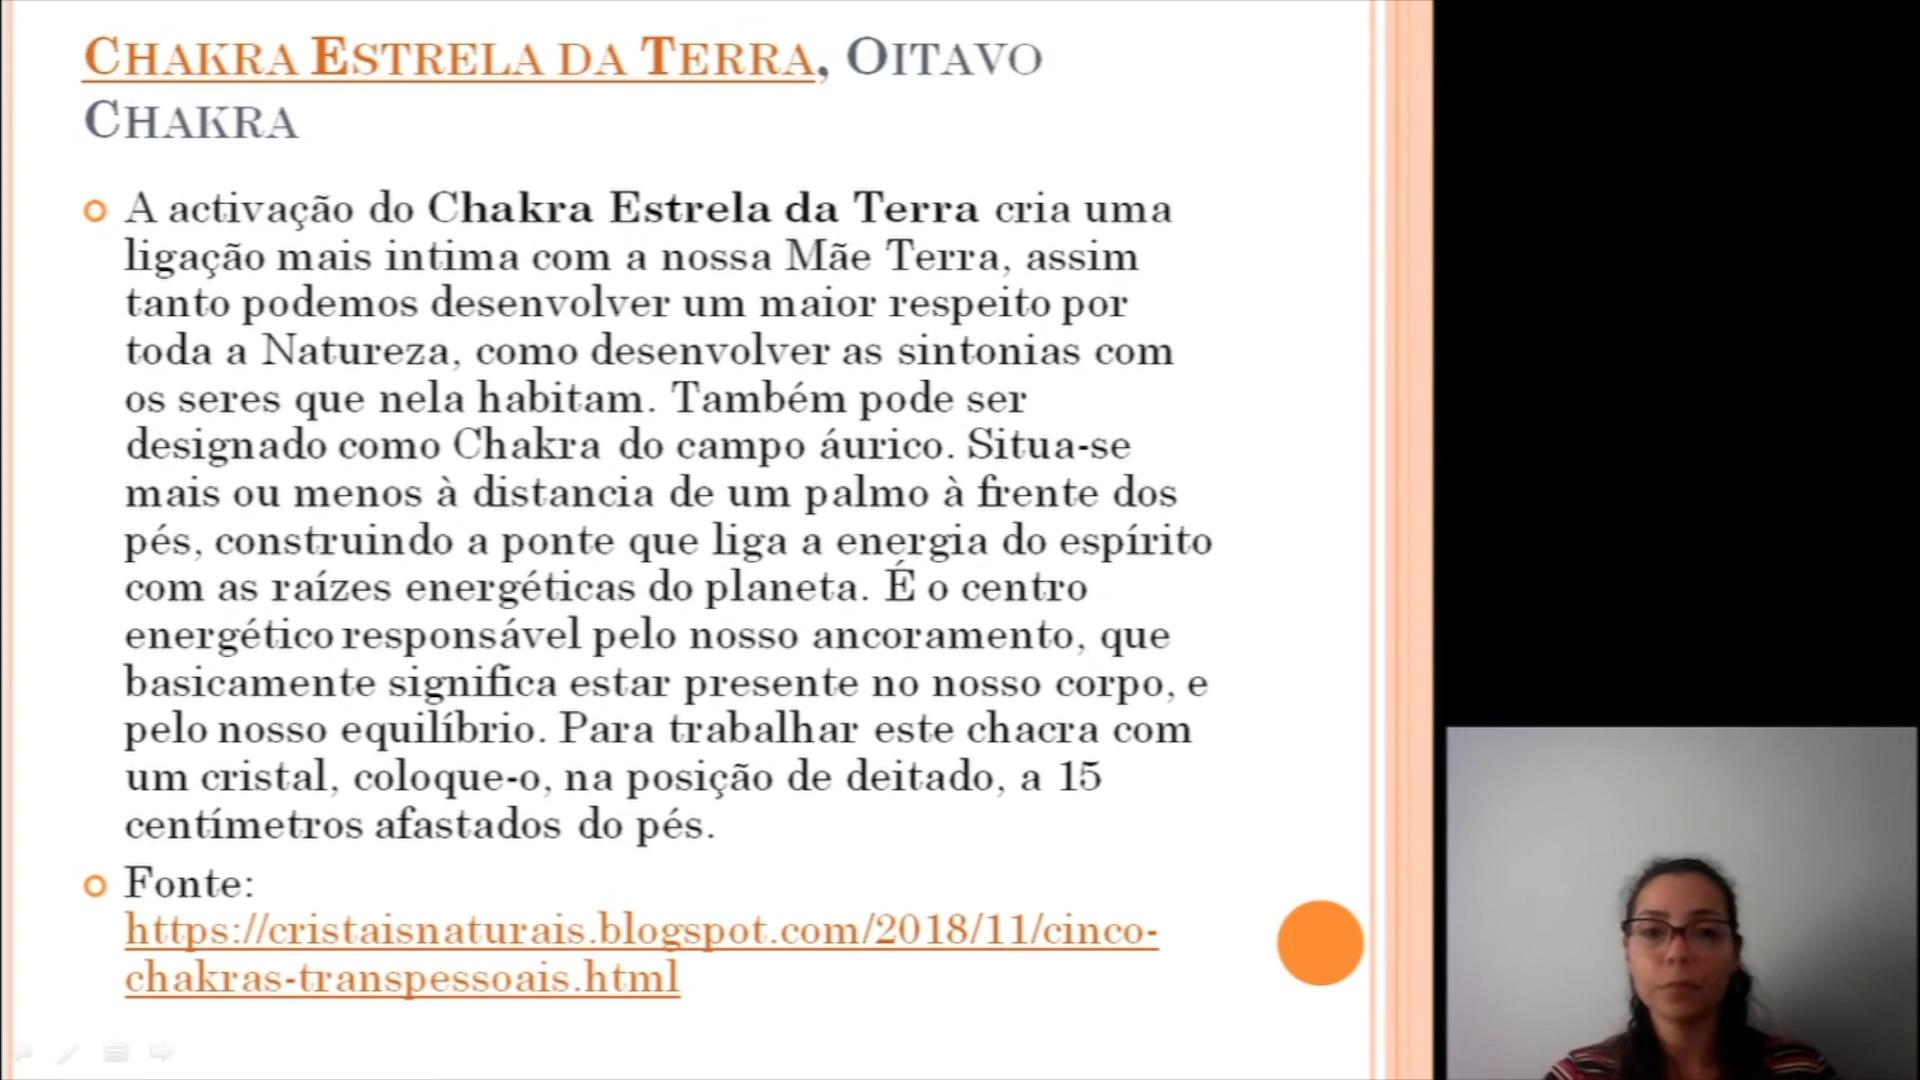 CHAKRA ESTRELA DA TERRA, OITAVO
CHAKRA
A activação do Chakra Estrela da Terra cria uma
ligação mais intima com a nossa Mãe Terra, assim
tanto podemos desenvolver um maior respeito por
toda a Natureza, como desenvolver as sintonias com
os seres que nela habitam. Também pode ser
designado como Chakra do campo áurico. Situa-se
mais ou menos à distancia de um palmo à frente dos
pés, construindo a ponte que liga a energia do espírito
com as raízes energéticas do planeta. É o centro
energético responsável pelo nosso ancoramento, que
basicamente significa estar presente no nosso corpo, e
pelo nosso equilíbrio. Para trabalhar este chacra com
um cristal, coloque-o, na posição de deitado, a 15
centímetros afastados do pés.
Fonte:
https://cristaisnaturais.blogspot.com/2018/11/cinco-
chakras-transpessoais.html